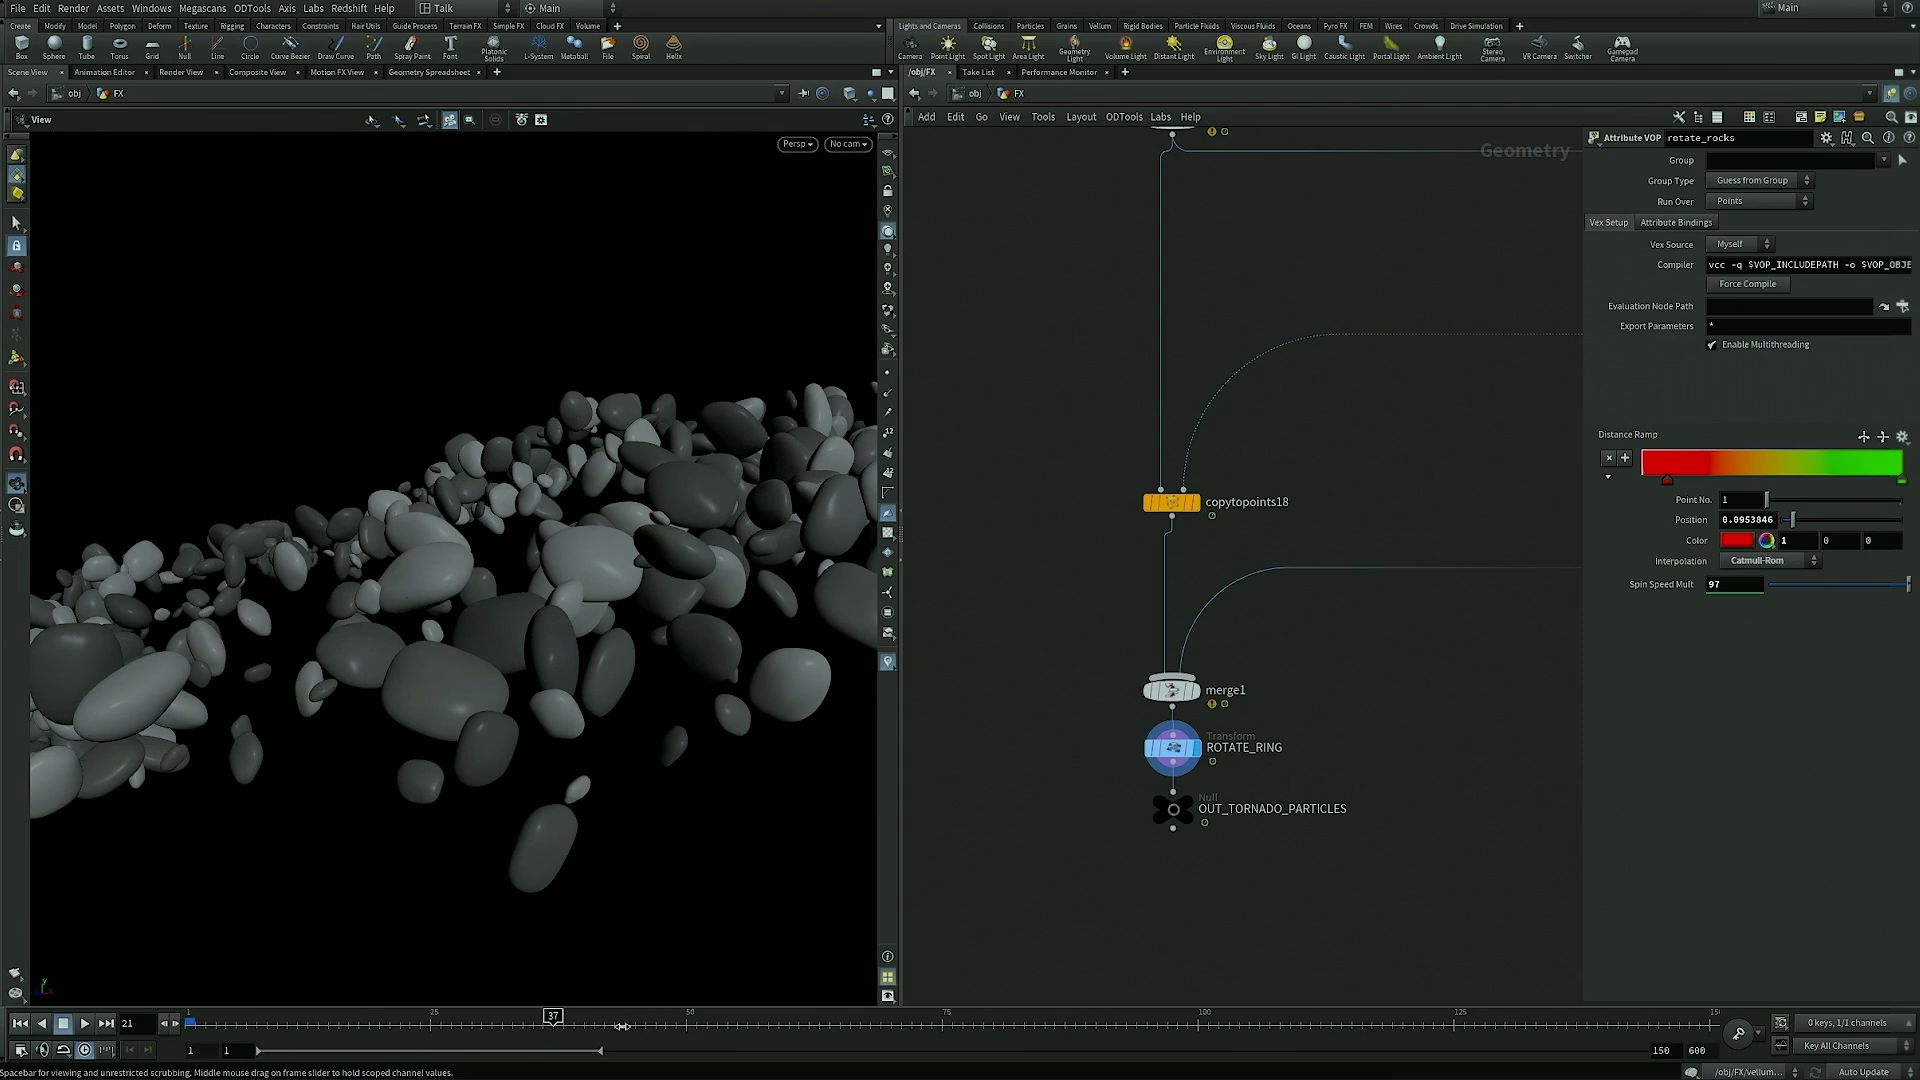 File Edit Render Assets Windows Megascans ODTools Axis Labs Redshift Help Talk Main Main
Create Modify Model Polygon Deform Texture Rigging Characters Constraints Hair Utils Guide Process Terrain FX Simple FX Cloud FX Volume
Lights and Cameras Collisions Particles Grains Vellum Rigid Bodies Particle Fluids Viscous Fluids Oceans Pyro FX FEM Wires Crowds Drive Simulation
Box Sphere Tube Torus Grid Null Line Circle Curve Bezier Draw Curve Path Spray Paint Font Platonic Solids L-System Metaball File Spiral Helix
Camera Point Light Spot Light Area Light Geometry Light Volume Light Distant Light Environment Light Sky Light GI Light Caustic Light Portal Light Ambient Light Stereo Camera VR Camera Switcher Gamepad Camera
Scene View Animation Editor Render View Composite View Motion FX View Geometry Spreadsheet
/obj/FX Take List Performance Monitor
obj FX
obj FX
View
Persp No cam
Add Edit Go View Tools Layout ODTools Labs Help
Geometry
copytopoints18
merge1
Transform
ROTATE_RING
Null
OUT_TORNADO_PARTICLES
Attribute VOP rotate_rocks
Group
Group Type Guess from Group
Run Over Points
Vex Setup Attribute Bindings
Vex Source Myself
Compiler vcc -q $VOP_INCLUDEPATH -o $VOP_OBJE
Force Compile
Evaluation Node Path
Export Parameters *
Enable Multithreading
Distance Ramp
Point No. 1
Position 0.0953846
Color 1 0 0
Interpolation Catmull-Rom
Spin Speed Mult 97
21 1 25 37 50 75 100 125 15
0 keys, 1/1 channels
1 1 150 600
Key All Channels
Spacebar for viewing and unrestricted scrubbing. Middle mouse drag on frame slider to hold scoped channel values.
/obj/FX/vellum... Auto Update